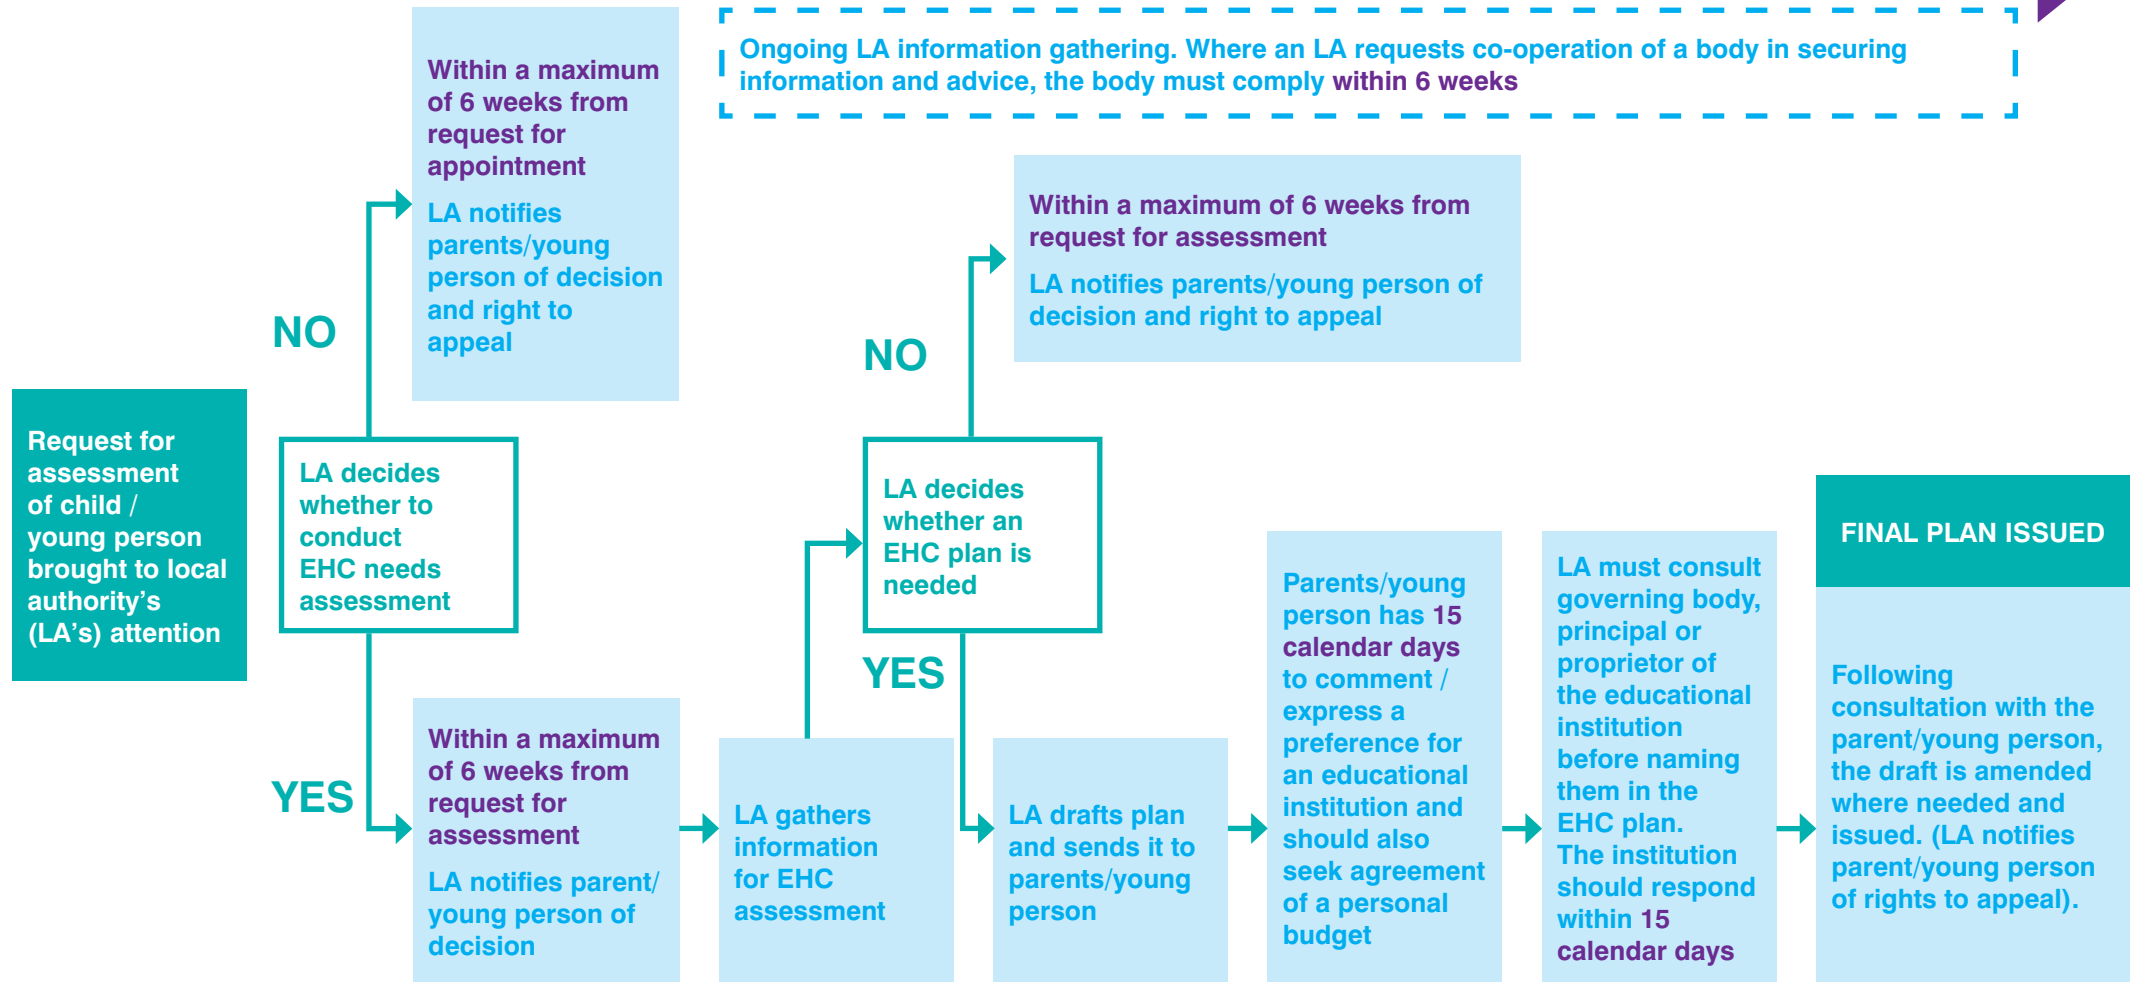 Ongoing LA information gathering. Where an LA requests co-operation of a body in securing
information and advice, the body must comply within 6 weeks
Request for
assessment
of child /
young person
brought to local
authority's
(LA's) attention
LA decides
whether to
conduct
EHC needs
assessment
NO
Within a maximum
of 6 weeks from
request for
appointment
LA notifies
parents/young
person of decision
and right to
appeal
YES
Within a maximum
of 6 weeks from
request for
assessment
LA notifies parent/
young person of
decision
LA gathers
information
for EHC
assessment
LA decides
whether an
EHC plan is
needed
NO
Within a maximum of 6 weeks from
request for assessment
LA notifies parents/young person of
decision and right to appeal
YES
LA drafts plan
and sends it to
parents/young
person
Parents/young
person has 15
calendar days
to comment /
express a
preference for
an educational
institution and
should also
seek agreement
of a personal
budget
LA must consult
governing body,
principal or
proprietor of
the educational
institution
before naming
them in the
EHC plan.
The institution
should respond
within 15
calendar days
FINAL PLAN ISSUED
Following
consultation with the
parent/young person,
the draft is amended
where needed and
issued. (LA notifies
parent/young person
of rights to appeal).